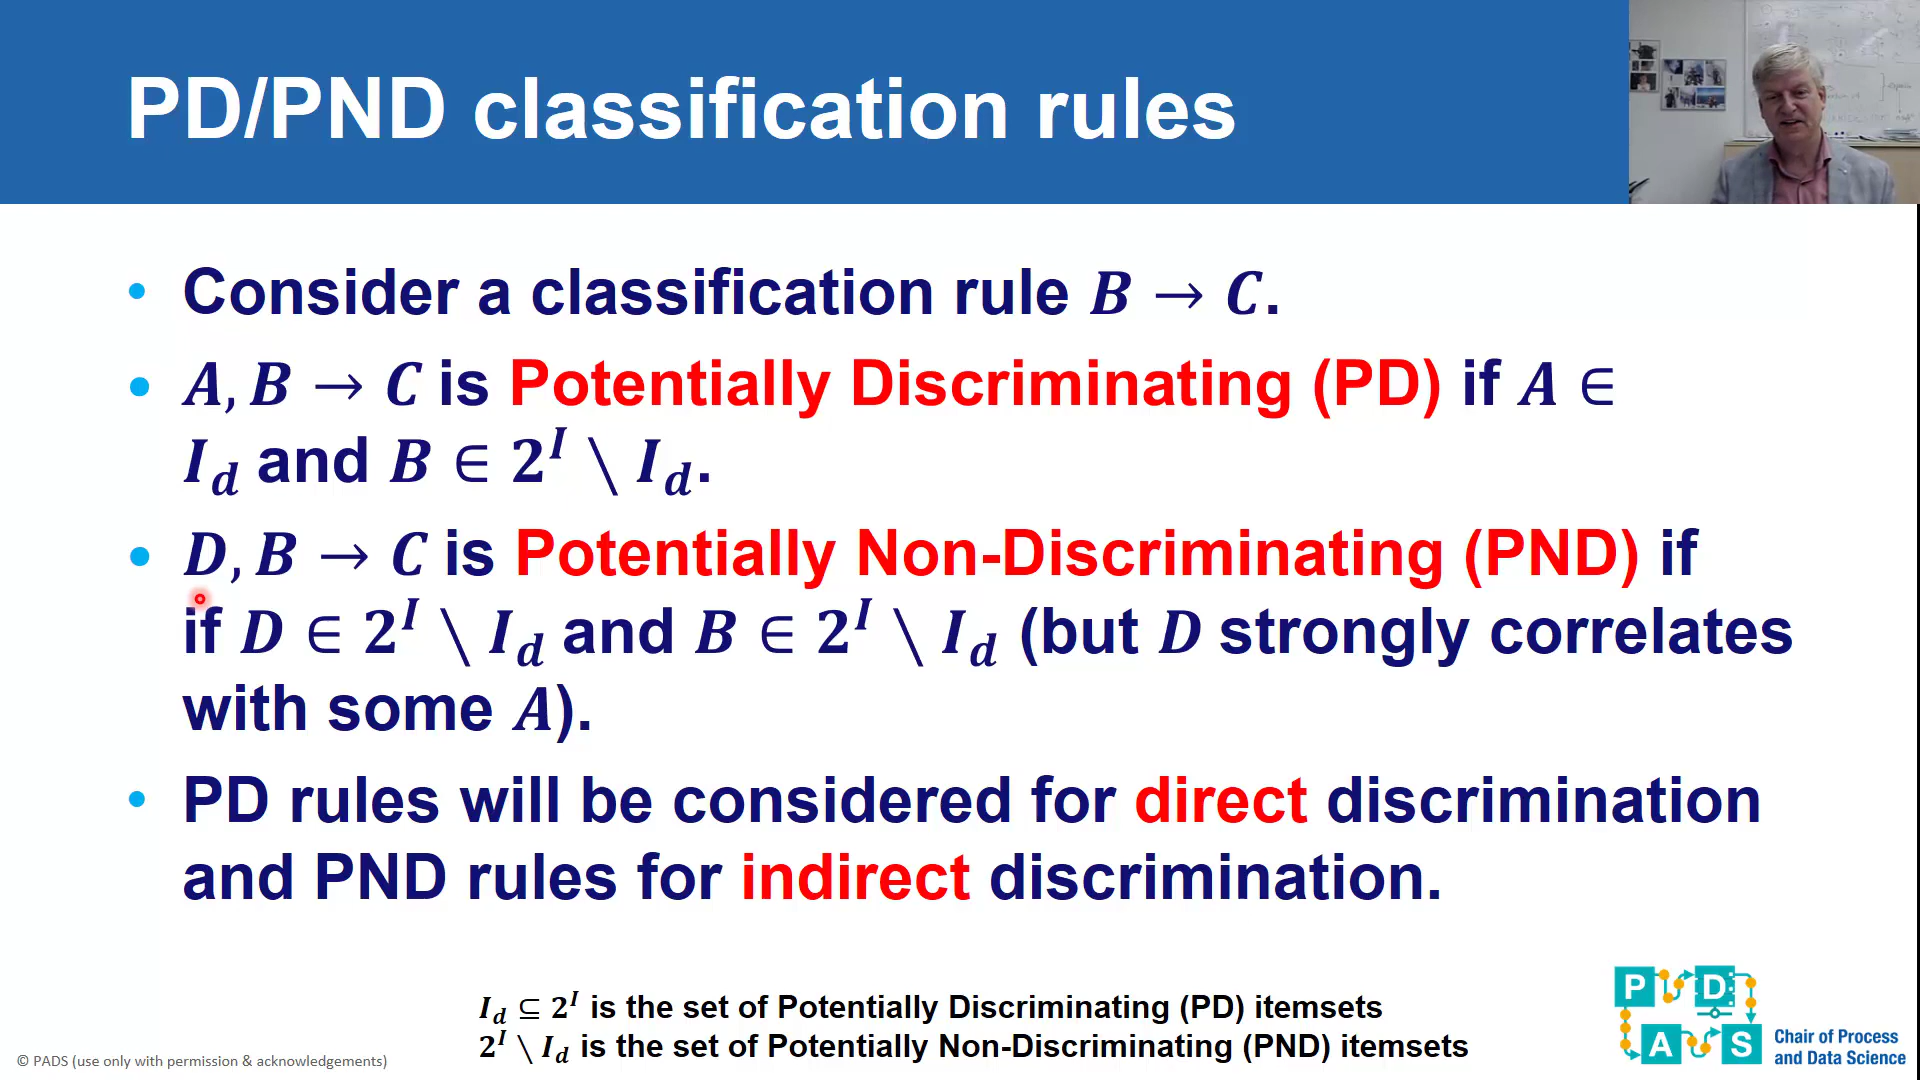 PD/PND classification rules
• Consider a classification rule B → C.
• A, B → C is Potentially Discriminating (PD) if A ∈
I_d and B ∈ 2^I \ I_d.
• D, B → C is Potentially Non-Discriminating (PND) if
if D ∈ 2^I \ I_d and B ∈ 2^I \ I_d (but D strongly correlates
with some A).
• PD rules will be considered for direct discrimination
and PND rules for indirect discrimination.
I_d ⊆ 2^I is the set of Potentially Discriminating (PD) itemsets
2^I \ I_d is the set of Potentially Non-Discriminating (PND) itemsets
© PADS (use only with permission & acknowledgements)
P D
A S
Chair of Process
and Data Science